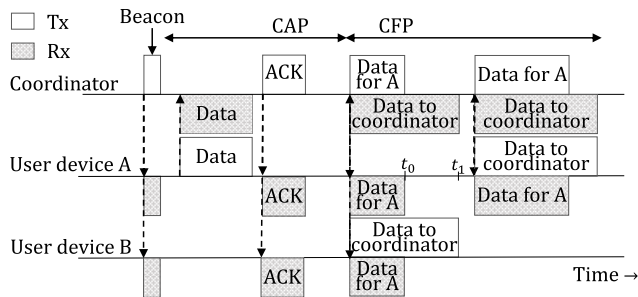 Beacon
Tx
Rx
CAP
CFP
Coordinator
ACK
Data
for A
Data for A
Data
Data to
coordinator
Data to
coordinator
User device A
Data
Data to
coordinator
t0
t1
ACK
Data
for A
Data for A
User device B
Data to
coordinator
ACK
Data
for A
Time →